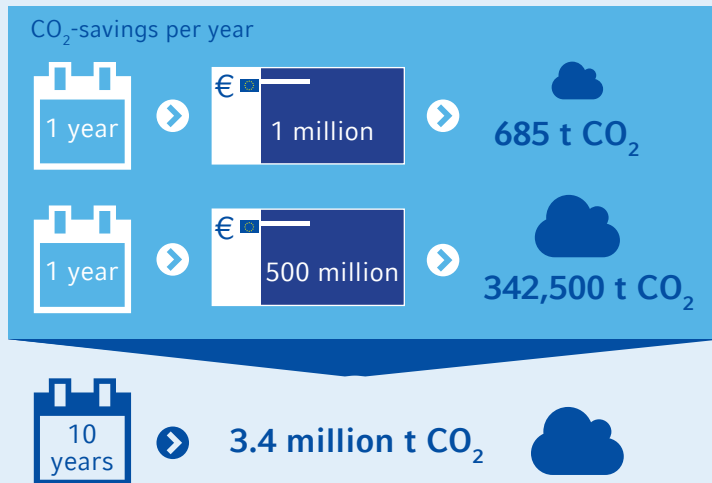 CO₂-savings per year
1 year
€
1 million
685 t CO₂
1 year
€
500 million
342,500 t CO₂
10
years
3.4 million t CO₂